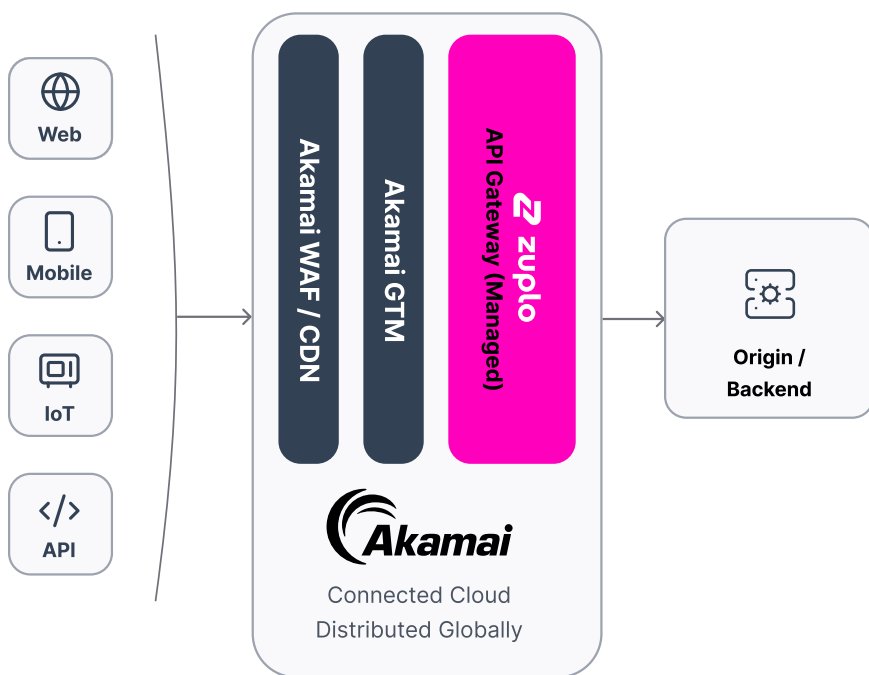 Web
Mobile
IoT
API
Akamai WAF / CDN
Akamai GTM
zuplo
API Gateway (Managed)
Akamai
Connected Cloud
Distributed Globally
Origin /
Backend